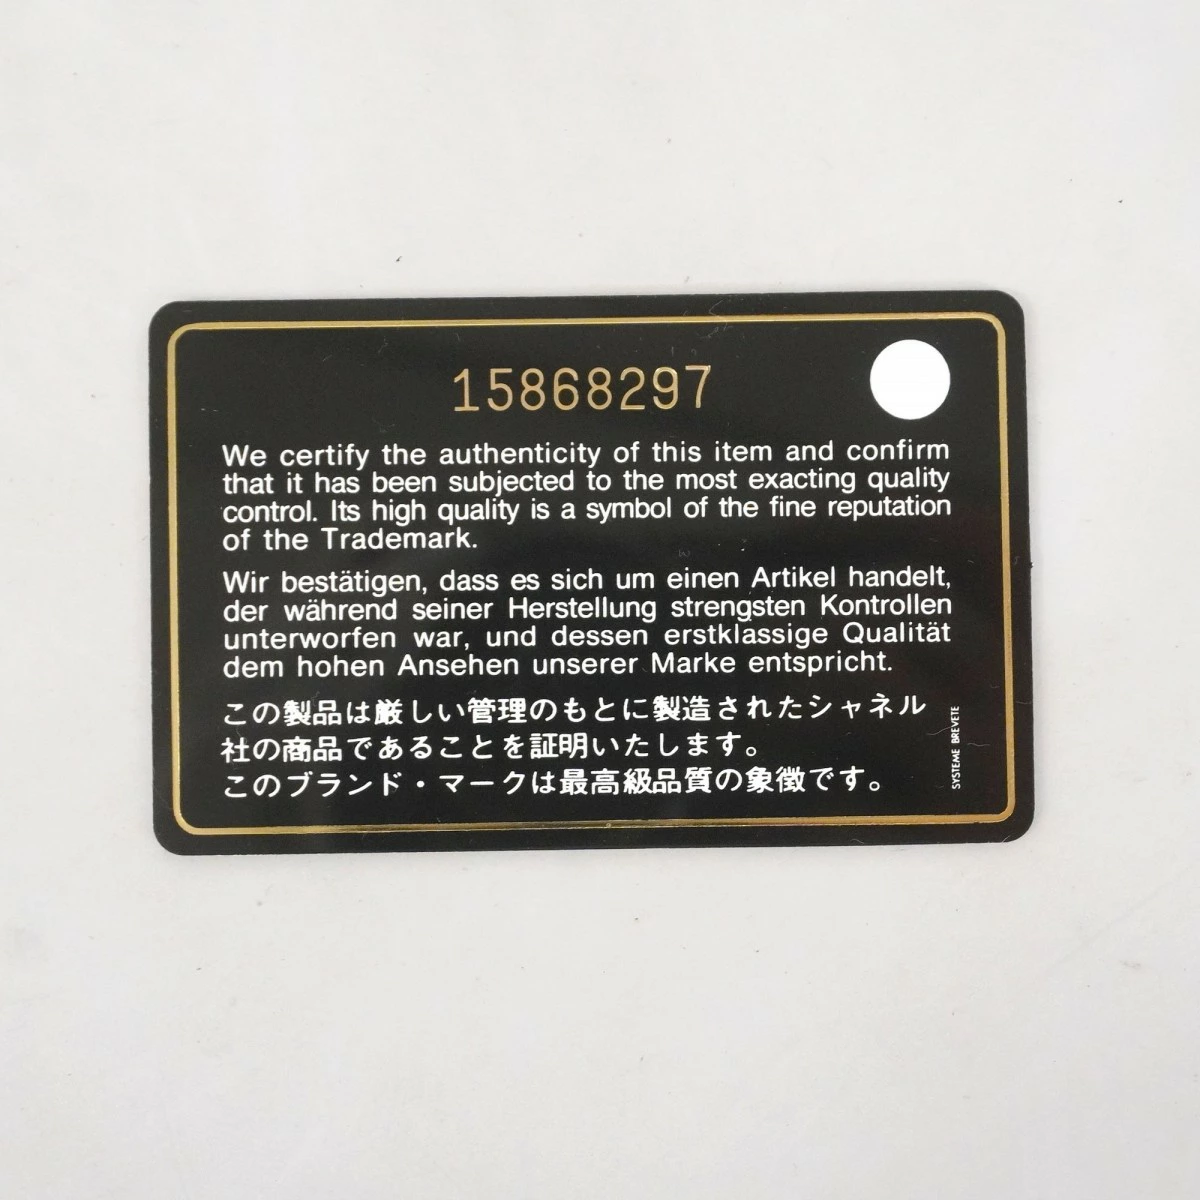 15868297
We certify the authenticity of this item and confirm
that it has been subjected to the most exacting quality
control. Its high quality is a symbol of the fine reputation
of the Trademark.
Wir bestätigen, dass es sich um einen Artikel handelt,
der während seiner Herstellung strengsten Kontrollen
unterworfen war, und dessen erstklassige Qualität
dem hohen Ansehen unserer Marke entspricht.
この製品は厳しい管理のもとに製造されたシャネル
社の商品であることを証明いたします。
このブランド・マークは最高級品質の象徴です。
SYSTEME BREVETE